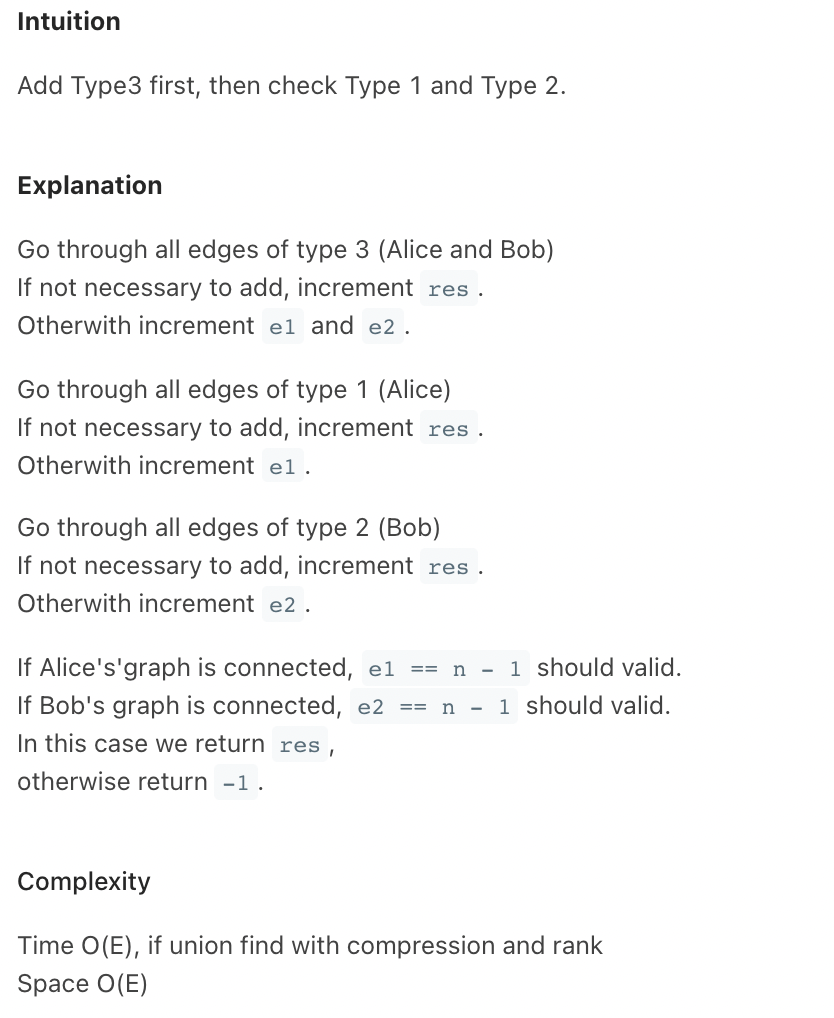 Intuition
Add Type3 first, then check Type 1 and Type 2.
Explanation
Go through all edges of type 3 (Alice and Bob)
If not necessary to add, increment res.
Otherwith increment e1 and e2.
Go through all edges of type 1 (Alice)
If not necessary to add, increment res.
Otherwith increment e1.
Go through all edges of type 2 (Bob)
If not necessary to add, increment res.
Otherwith increment e2.
If Alice's'graph is connected, e1 == n - 1 should valid.
If Bob's graph is connected, e2 == n - 1 should valid.
In this case we return res,
otherwise return -1.
Complexity
Time O(E), if union find with compression and rank
Space O(E)